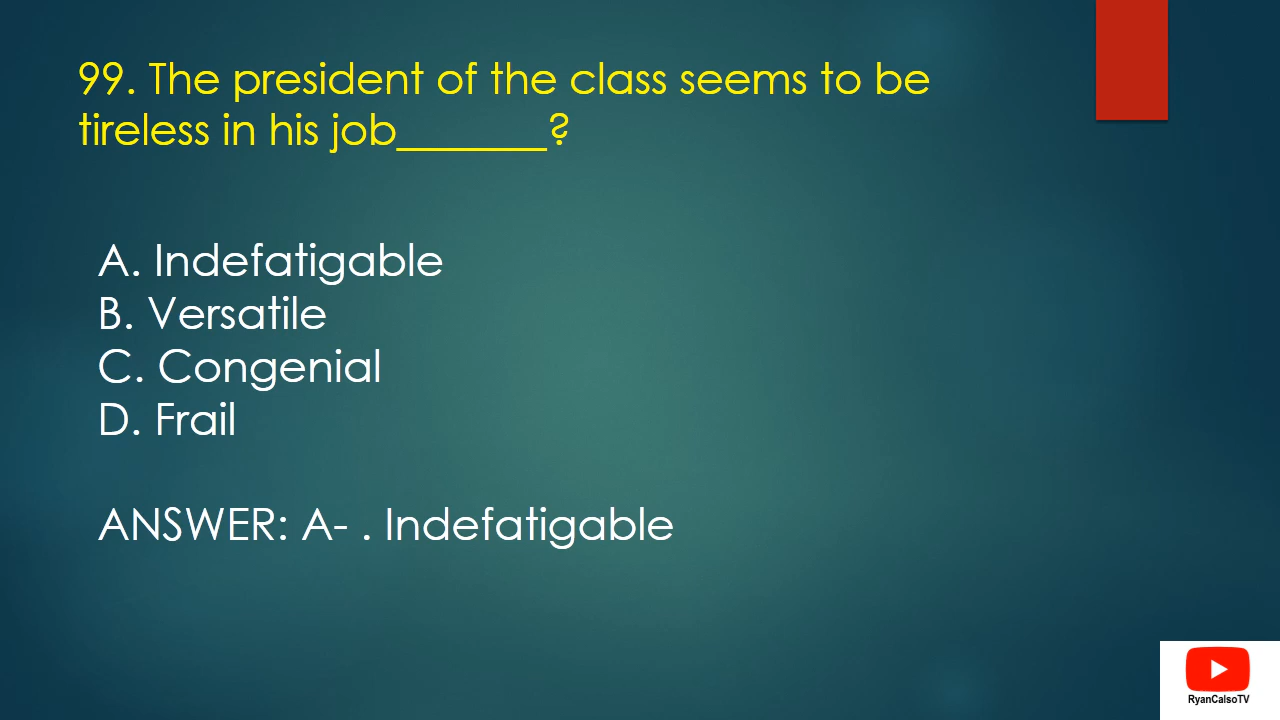 99. The president of the class seems to be
tireless in his job_______?
A. Indefatigable
B. Versatile
C. Congenial
D. Frail
ANSWER: A- . Indefatigable
RyanCalsoTV